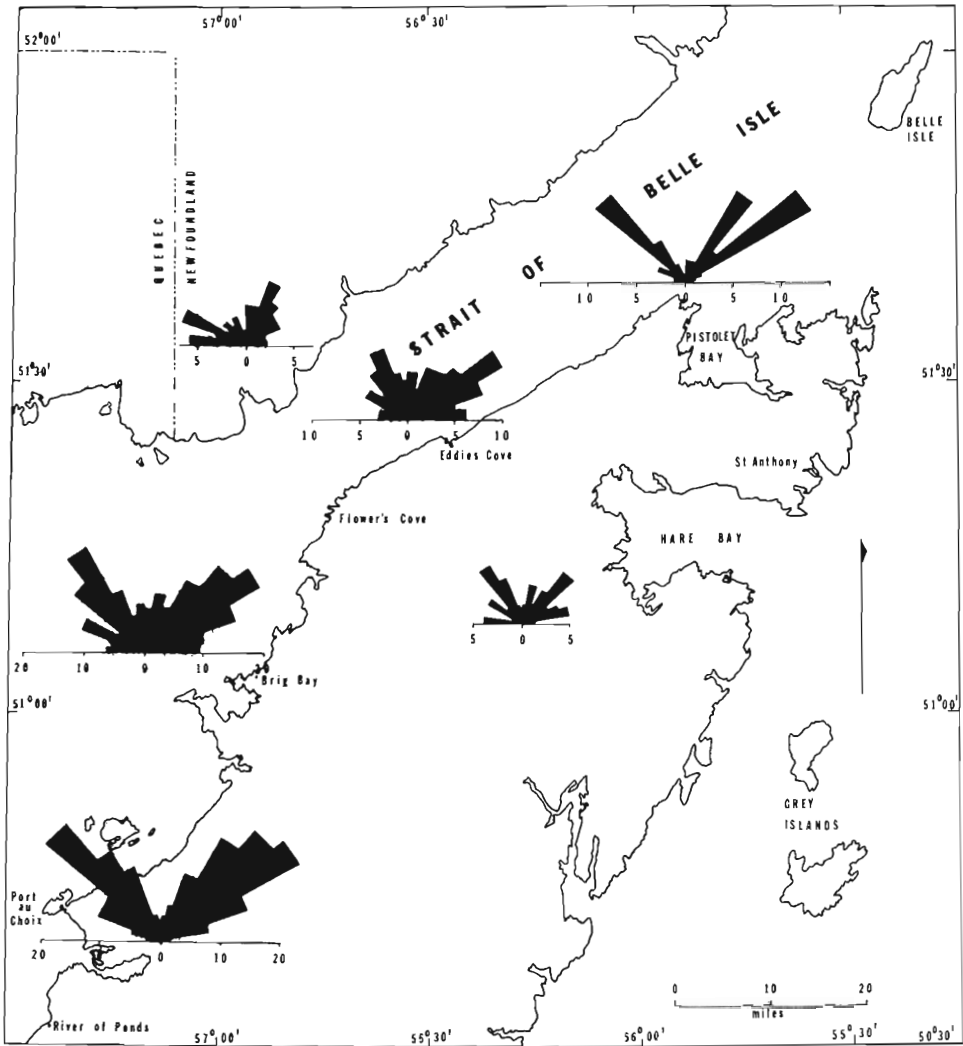 57°00' 56°30'
52°00'
BELLE
ISLE
STRAIT OF BELLE ISLE
QUEBEC
NEWFOUNDLAND
10 5 0 5 10
5 0 5
PISTOLET
BAY
51°30' 51°30'
10 5 0 5 10
Eddies Cove
St Anthony
Flower's Cove
HARE BAY
5 0 5
20 10 0 10 20
Brig Bay
51°00' 51°00'
GREY
ISLANDS
Port
au
Choix
20 0 20
0 10 20
miles
River of Ponds
57°00' 56°30' 56°00' 55°30' 50°30'